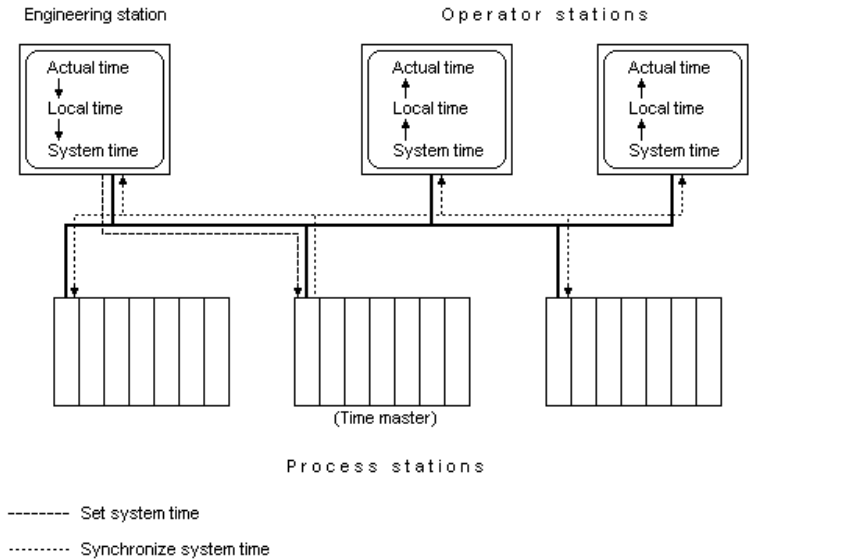 Engineering station
Operator stations
Actual time
Local time
System time
Actual time
Local time
System time
Actual time
Local time
System time
(Time master)
Process stations
Set system time
Synchronize system time